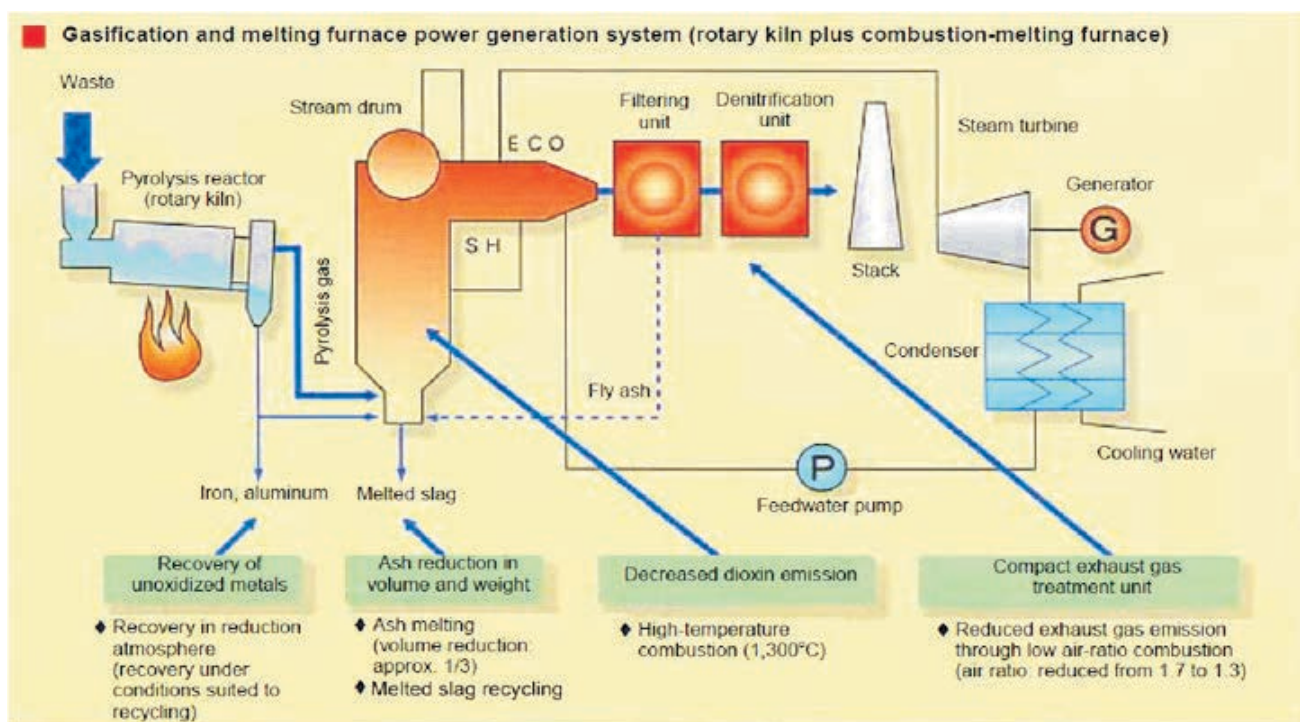 Gasification and melting furnace power generation system (rotary kiln plus combustion-melting furnace)
Waste
Stream drum
Filtering
unit
Denitrification
unit
Steam turbine
E C O
Pyrolysis reactor
(rotary kiln)
Generator
G
S H
Stack
Pyrolysis gas
Condenser
Fly ash
Cooling water
P
Feedwater pump
Iron, aluminum
Melted slag
Recovery of
unoxidized metals
♦ Recovery in reduction
atmosphere
(recovery under
conditions suited to
recycling)
Ash reduction in
volume and weight
♦ Ash melting
(volume reduction
approx. 1/3)
♦ Melted slag recycling
Decreased dioxin emission
♦ High-temperature
combustion (1,300°C)
Compact exhaust gas
treatment unit
♦ Reduced exhaust gas emission
through low air-ratio combustion
(air ratio: reduced from 1.7 to 1.3)